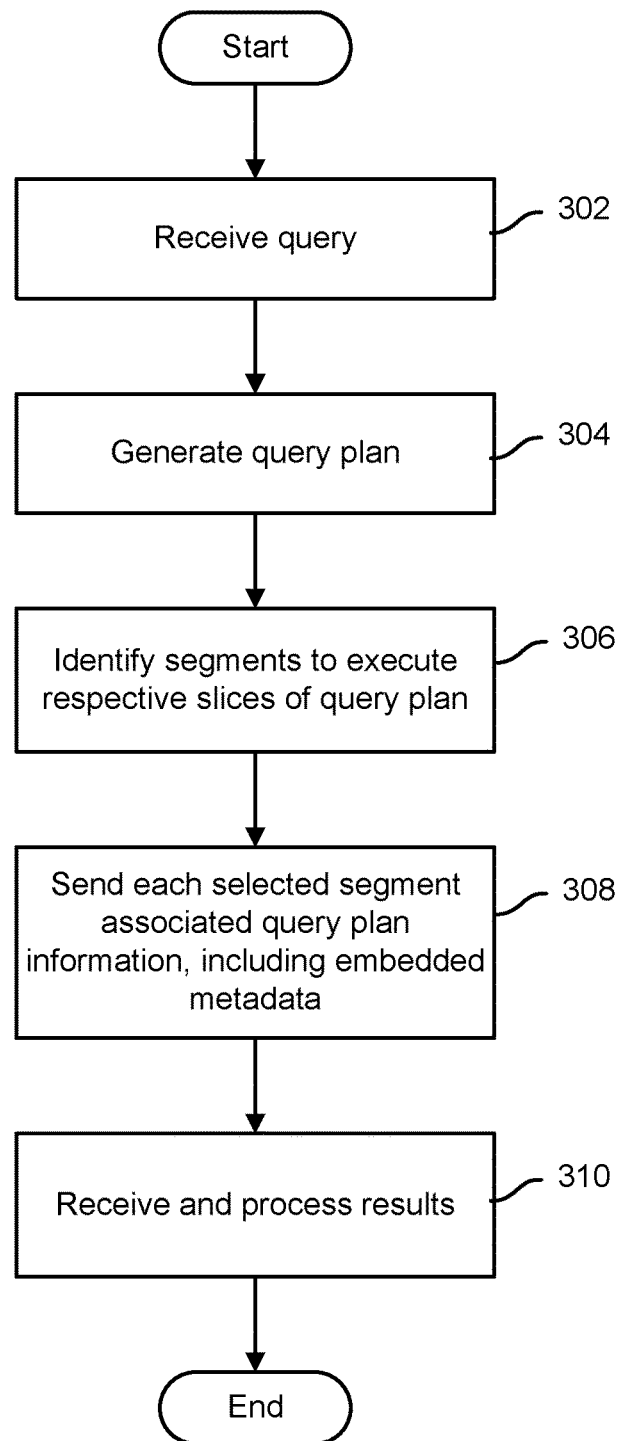 Start
Receive query
302
Generate query plan
304
Identify segments to execute
respective slices of query plan
306
Send each selected segment
associated query plan
information, including embedded
metadata
308
Receive and process results
310
End